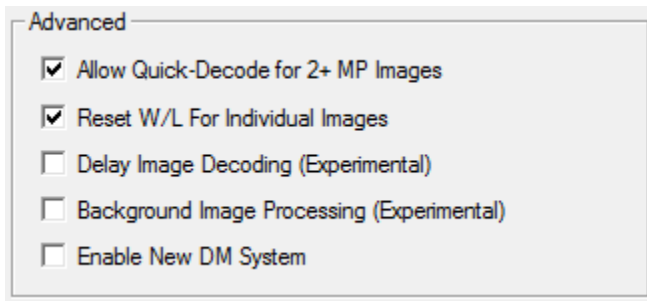 Advanced
Allow Quick-Decode for 2+ MP Images
Reset W/L For Individual Images
Delay Image Decoding (Experimental)
Background Image Processing (Experimental)
Enable New DM System